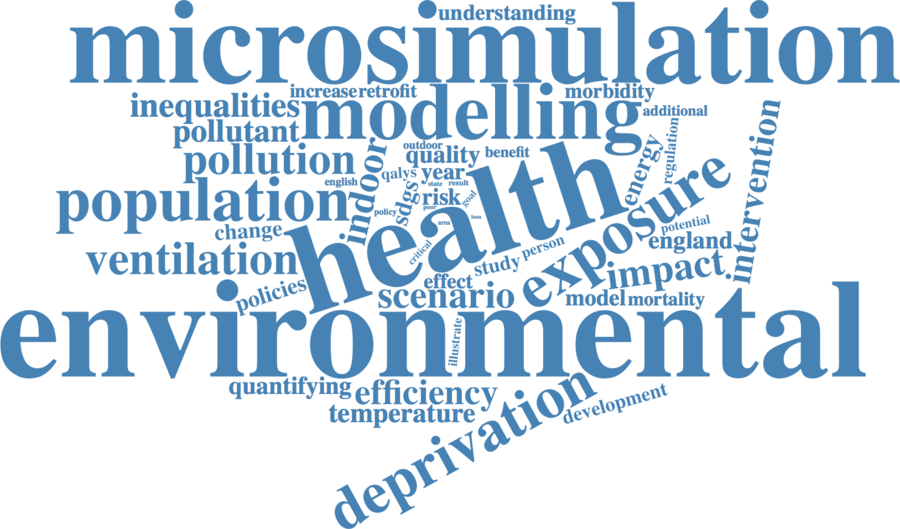 understanding
microsimulation
increase
retrofit
morbidity
inequalities
modelling
additional
pollutant
outdoor
quality
benefit
regulation
pollution
indoor
qalys
year
energy
intervention
english
state
result
population
sdgs
risk
goal
health
exposure
policy
poor
area
less
change
potential
critical
person
england
ventilation
study
impact
effect
policies
scenario
model
mortality
environmental
illustrate
quantifying
efficiency
temperature
deprivation
development